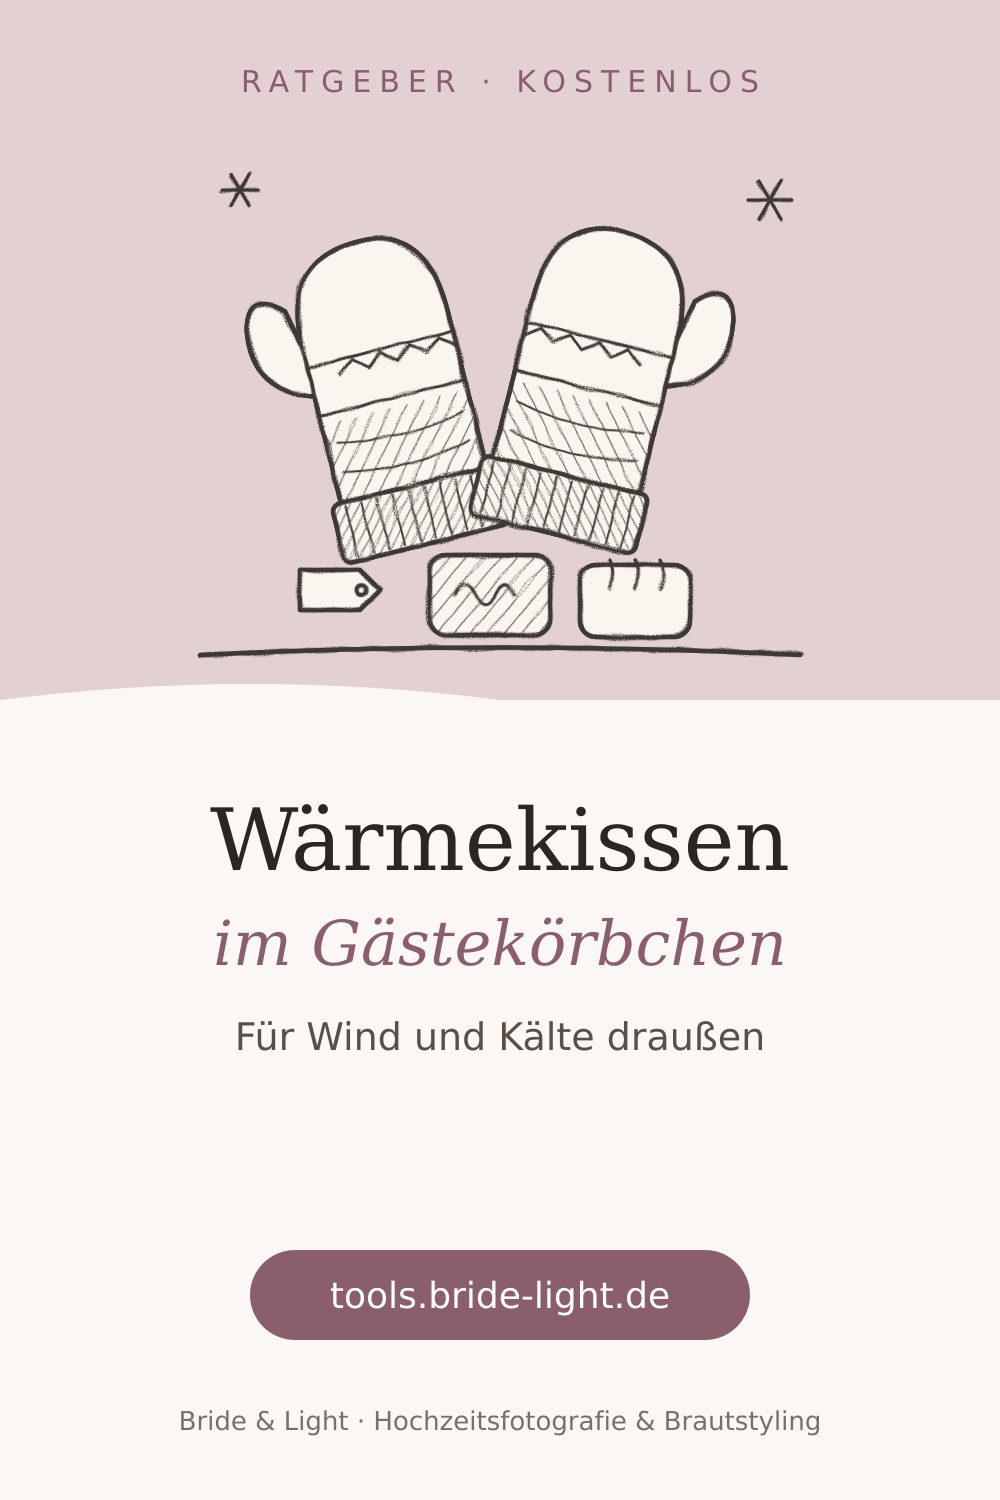 RATGEBER · KOSTENLOS
Wärmekissen
im Gästekörbchen
Für Wind und Kälte draußen
tools.bride-light.de
Bride & Light · Hochzeitsfotografie & Brautstyling